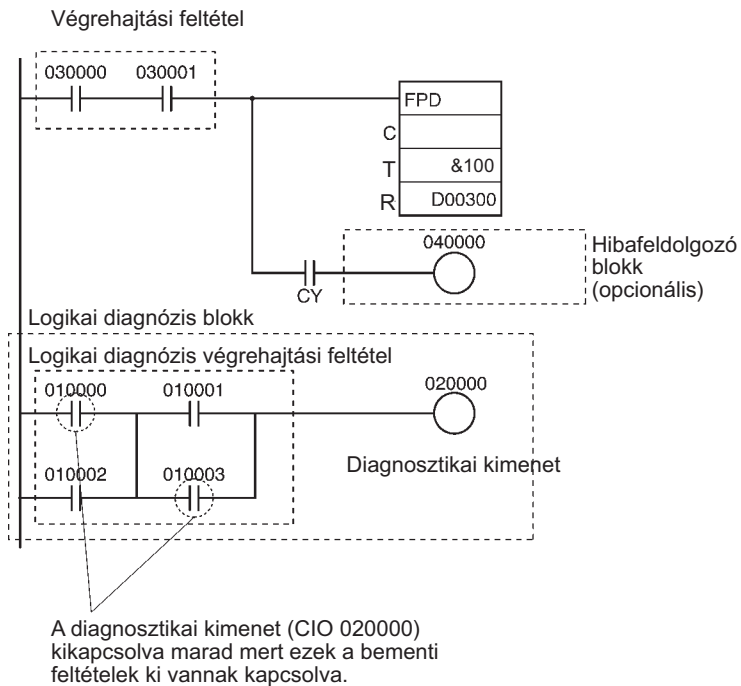 Végrehajtási feltétel
030000 030001
FPD
C
T &100
R D00300
040000
Hibafeldolgozó
blokk
(opcionális)
CY
Logikai diagnózis blokk
Logikai diagnózis végrehajtási feltétel
010000 010001 020000
010002 010003
Diagnosztikai kimenet
A diagnosztikai kimenet (CIO 020000)
kikapcsolva marad mert ezek a bementi
feltételek ki vannak kapcsolva.